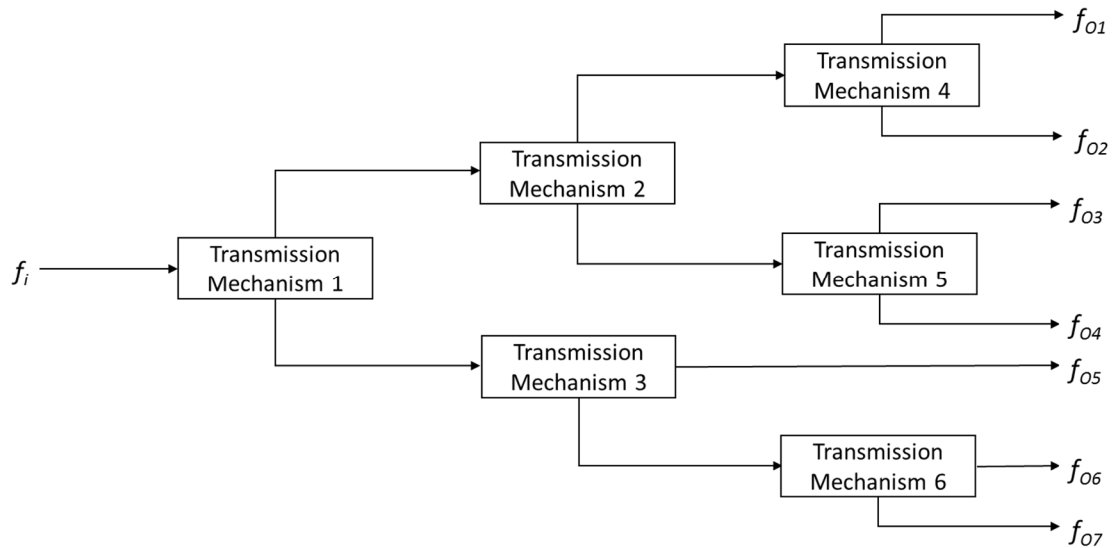 f_O1
Transmission
Mechanism 4
f_O2
Transmission
Mechanism 2
f_O3
Transmission
Mechanism 5
f_O4
Transmission
Mechanism 1
f_i
Transmission
Mechanism 3
f_O5
Transmission
Mechanism 6
f_O6
f_O7